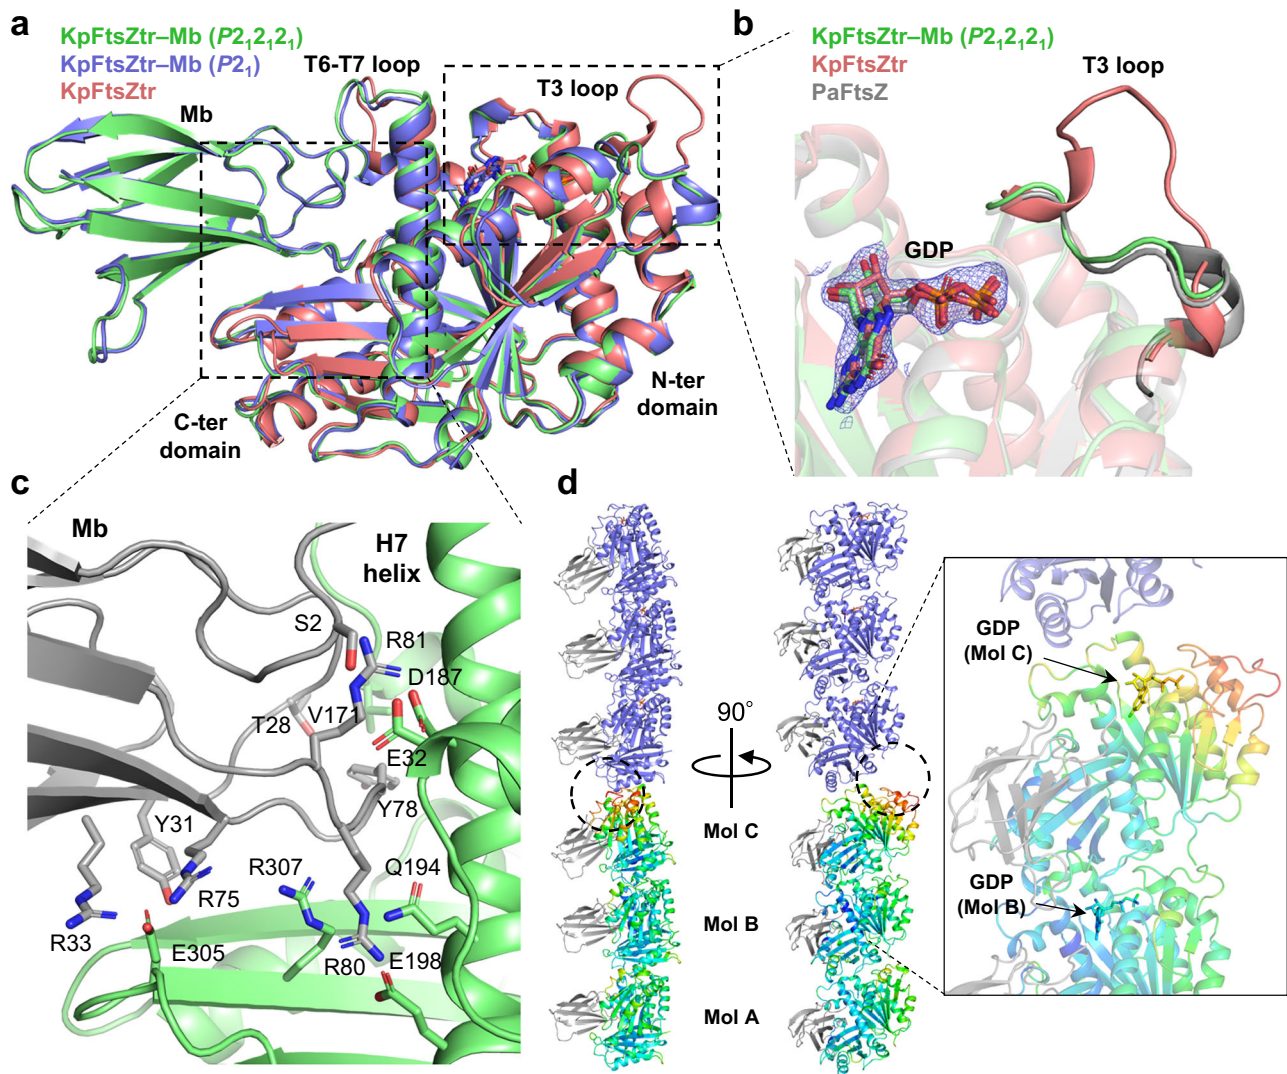 a
KpFtsZtr–Mb (P2₁2₁2₁)
KpFtsZtr–Mb (P2₁)
KpFtsZtr
T6-T7 loop
T3 loop
Mb
N-ter
domain
C-ter
domain
b
KpFtsZtr–Mb (P2₁2₁2₁)
KpFtsZtr
PaFtsZ
T3 loop
GDP
c
Mb
H7
helix
S2
R81
D187
T28
V171
E32
Y78
Y31
R75
R307
Q194
R33
E305
R80
E198
d
90°
Mol C
Mol B
Mol A
GDP
(Mol C)
GDP
(Mol B)